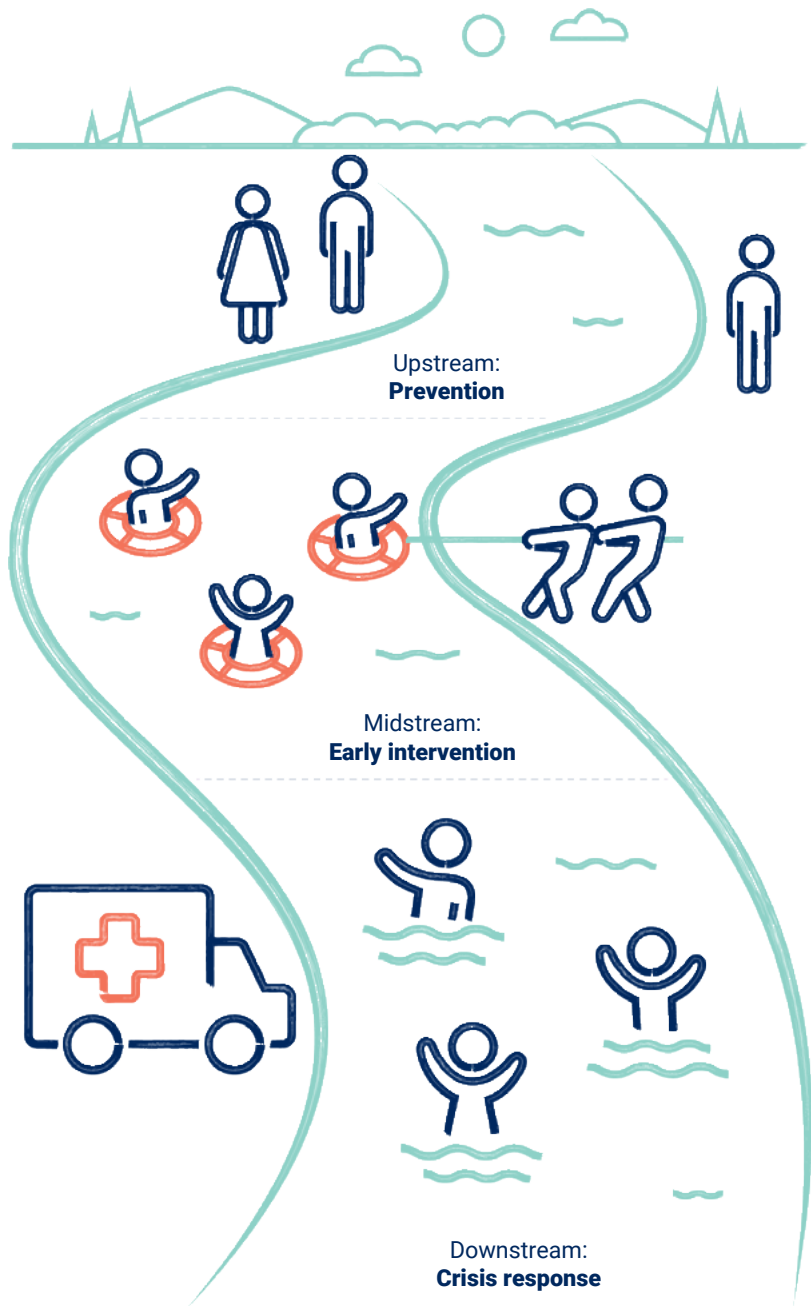 Upstream:
Prevention
Midstream:
Early intervention
Downstream:
Crisis response